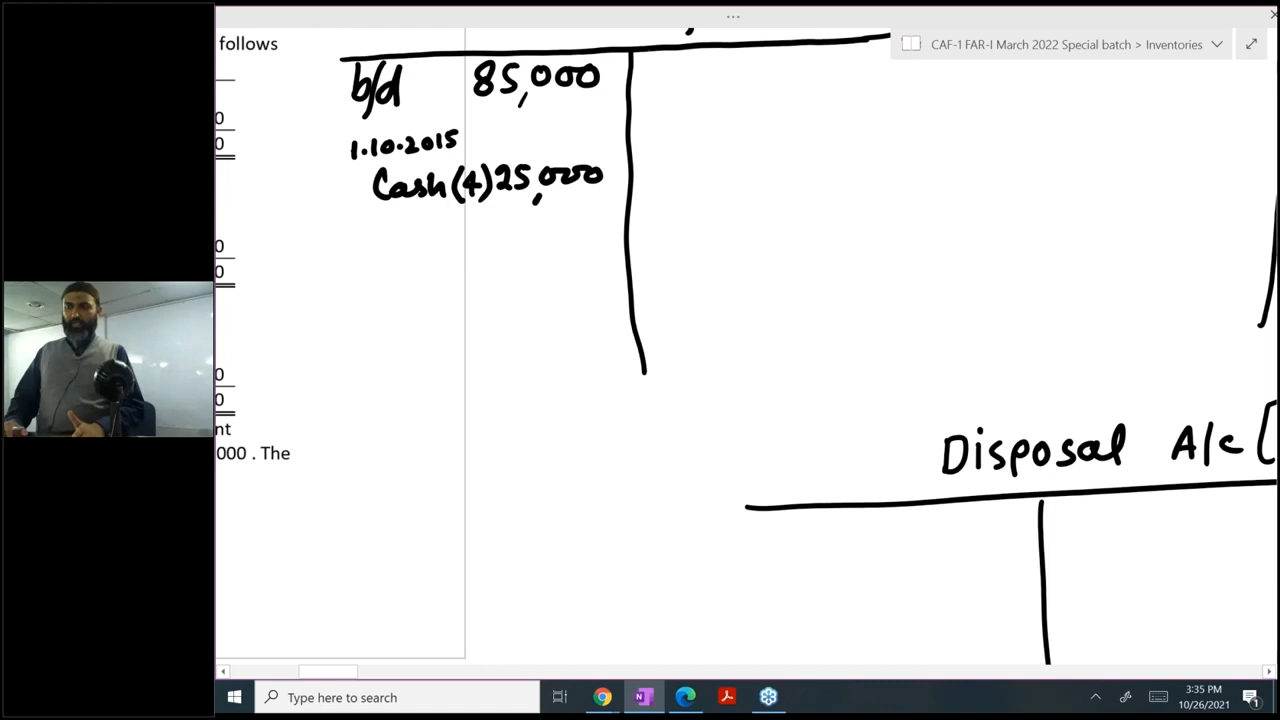 follows
CAF-1 FAR-I March 2022 Special batch > Inventories
b/d 85,000
1.10.2015
Cash (4) 25,000
0
0
0
0
0
0
nt
000 . The
Disposal A/c (
Type here to search
3:35 PM
10/26/2021